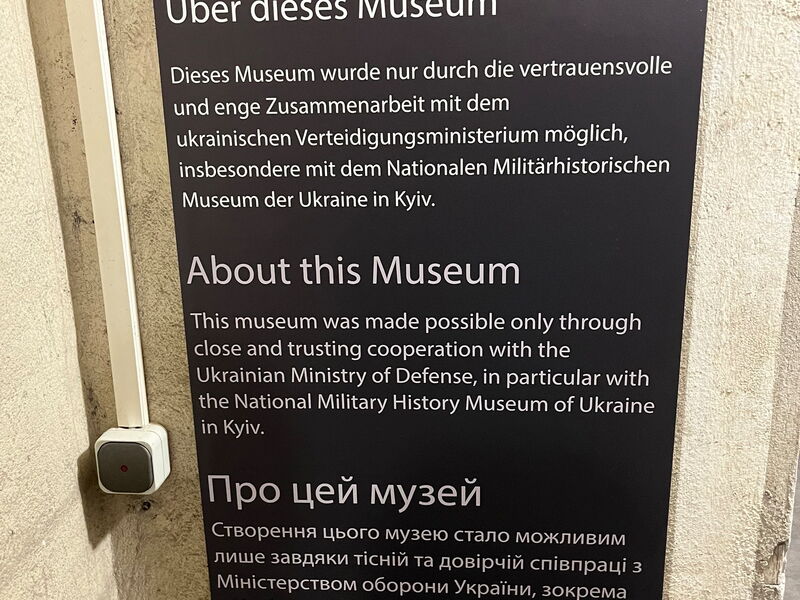 Über dieses Museum
Dieses Museum wurde nur durch die vertrauensvolle
und enge Zusammenarbeit mit dem
ukrainischen Verteidigungsministerium möglich,
insbesondere mit dem Nationalen Militärhistorischen
Museum der Ukraine in Kyiv.
About this Museum
This museum was made possible only through
close and trusting cooperation with the
Ukrainian Ministry of Defense, in particular with
the National Military History Museum of Ukraine
in Kyiv.
Про цей музей
Створення цього музею стало можливим
лише завдяки тісній та довірчій співпраці з
Міністерством оборони України, зокрема